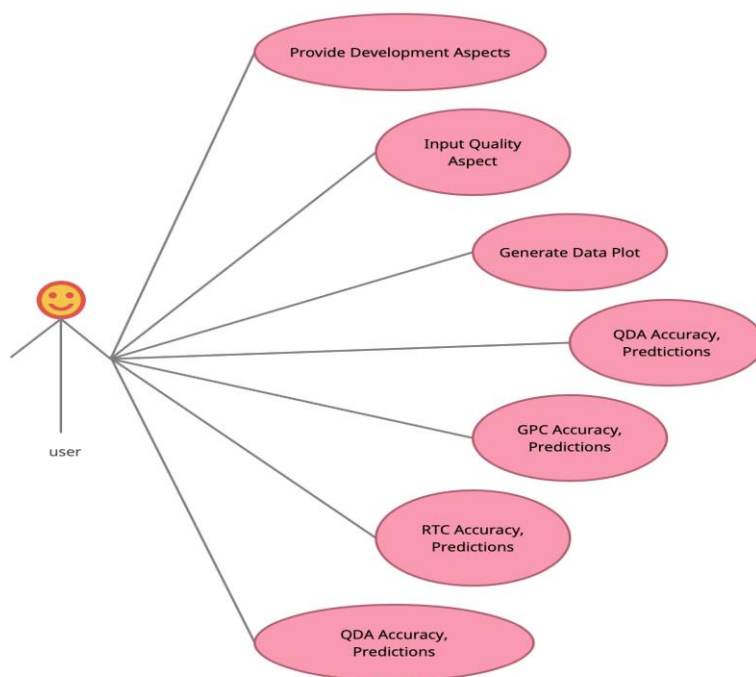 Provide Development Aspects
Input Quality
Aspect
Generate Data Plot
QDA Accuracy,
Predtictions
user
GPC Accuracy,
Predictions
RTC Accuracy,
Predictions
QDA Accuracy,
Predictions